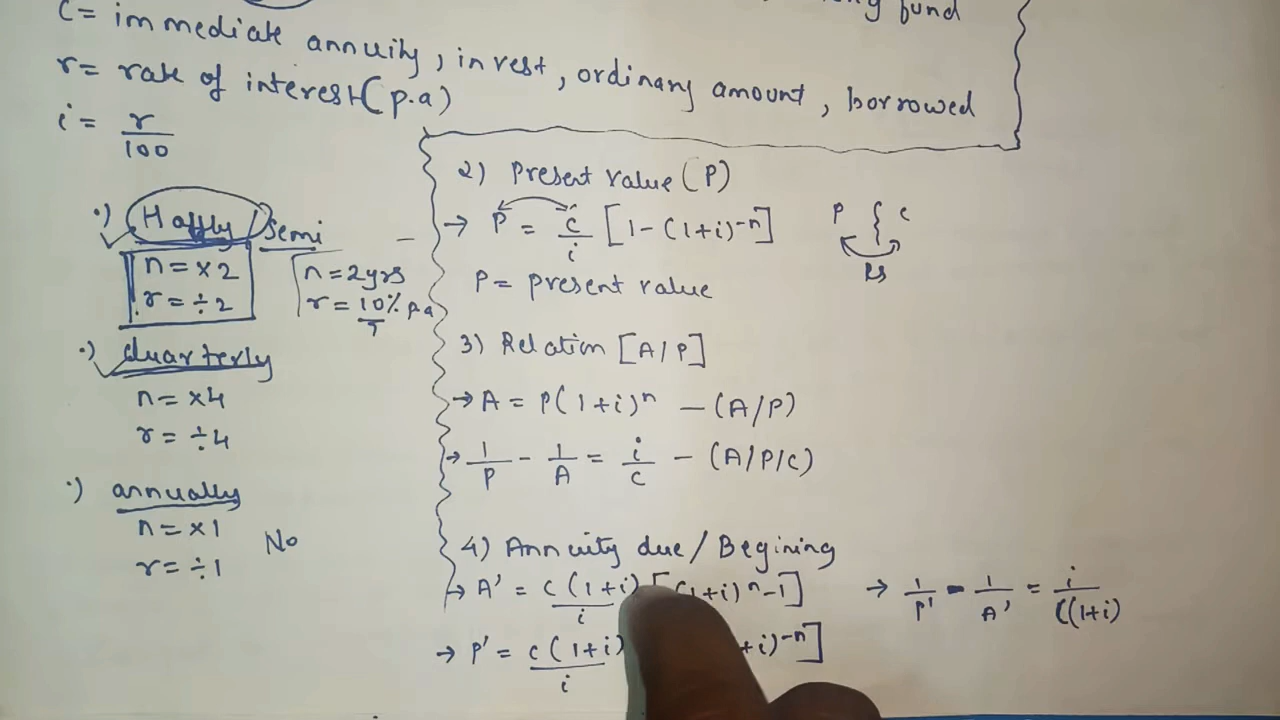 fund
C = immediate annuity, invest, ordinary amount, borrowed
r = rate of interest (p.a)
i = r/100
•) Haffly / Semi
n = ×2
r = ÷2
n = 2yrs
r = 10% p.a
•) Quarterly
n = ×4
r = ÷4
•) annually
n = ×1
r = ÷1
No
2) Present value (P)
→ P = c/i [1-(1+i)^-n]
P { C
Rs
P = present value
3) Relation [A/P]
→ A = P(1+i)^n - (A/P)
→ 1/P - 1/A = i/C - (A/P/C)
4) Annuity due / Begining
→ A' = C(1+i)/i [(1+i)^n-1]
→ 1/P' - 1/A' = i/C(1+i)
→ P' = C(1+i)/i +i)^-n]